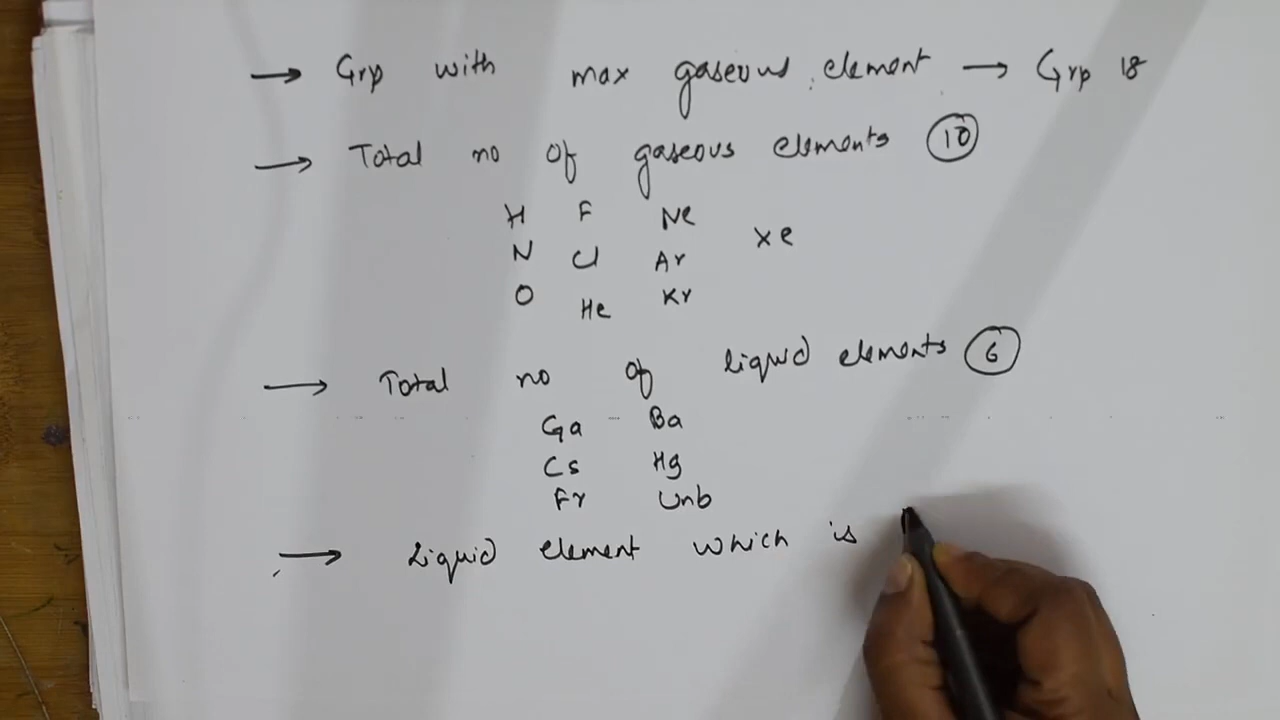 → Grp with max gaseous element → Grp 18
→ Total no of gaseous elements 10
H F Ne
Xe
N Cl Ar
O He Kr
→ Total no of liquid elements 6
Ga Ba
Cs Hg
Fr Unb
→ Liquid element which is